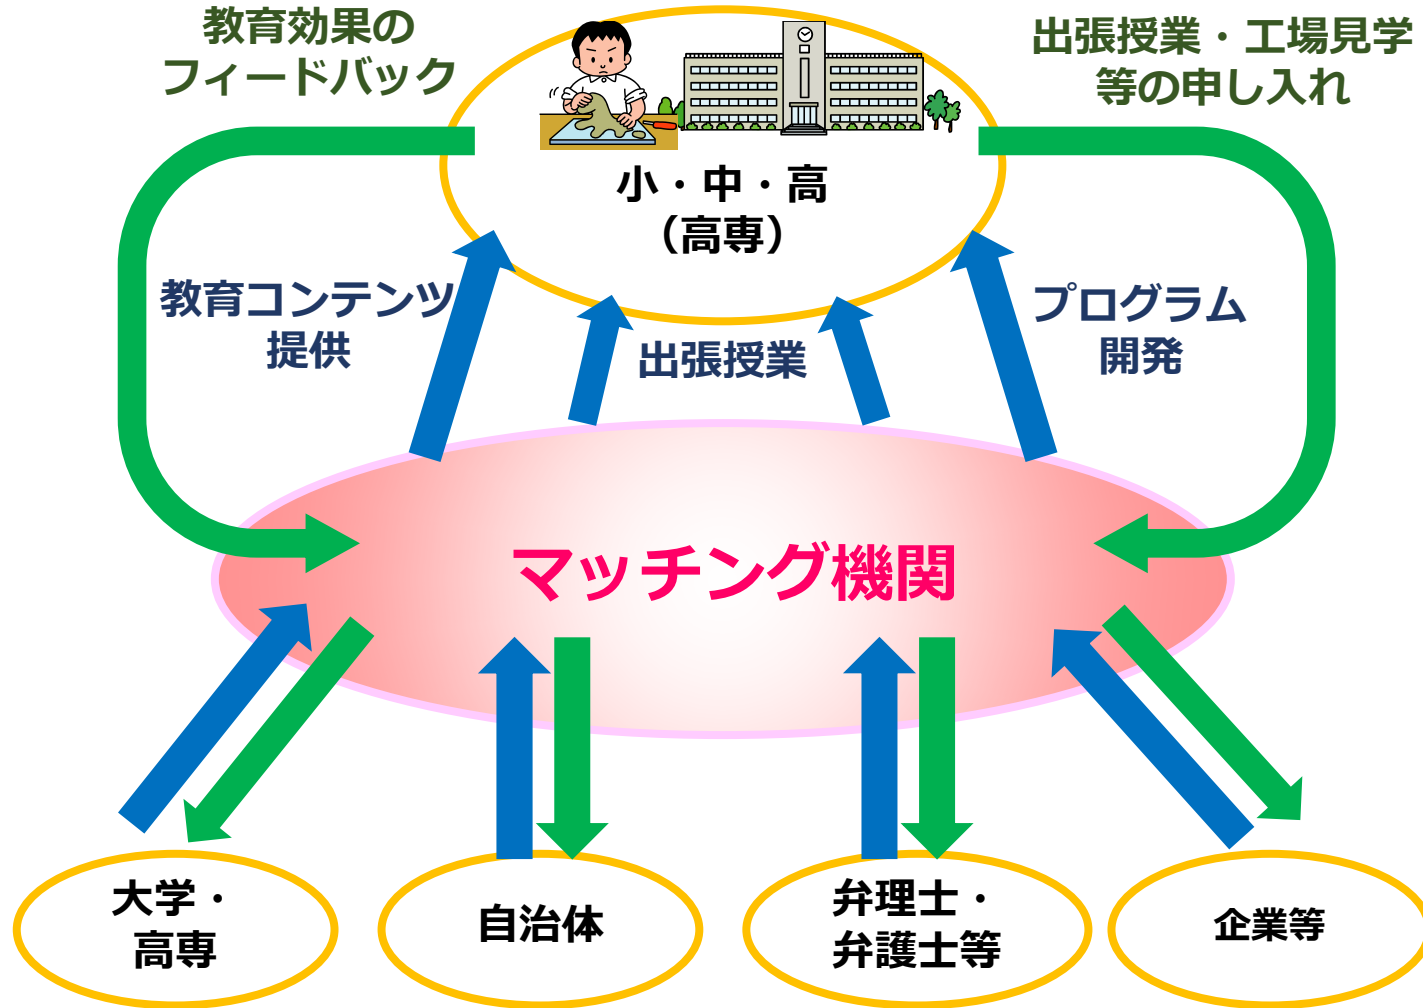 教育効果の
フィードバック
出張授業・工場見学
等の申し入れ
小・中・高
（高専）
教育コンテンツ
提供
出張授業
プログラム
開発
マッチング機関
大学・
高専
自治体
弁理士・
弁護士等
企業等